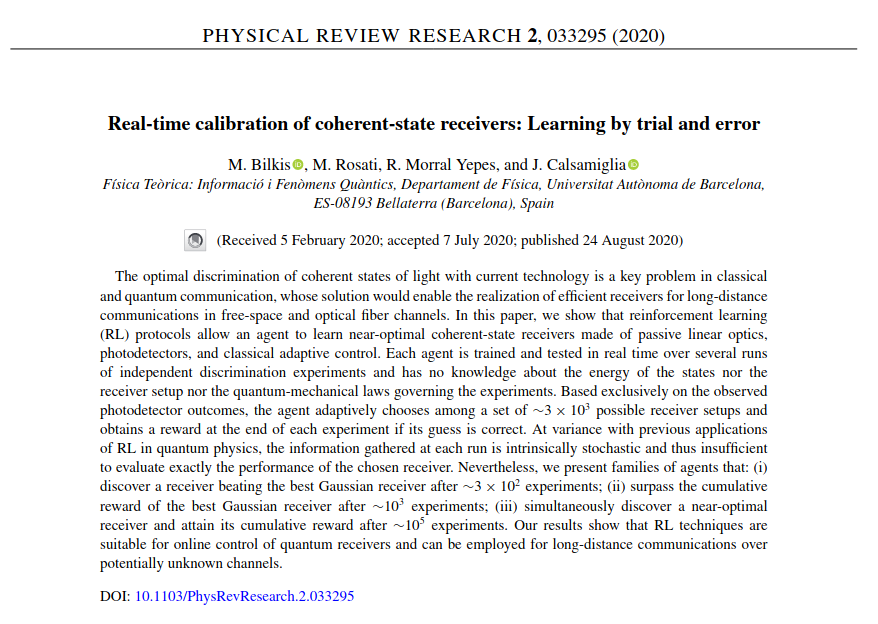 PHYSICAL REVIEW RESEARCH 2, 033295 (2020)
Real-time calibration of coherent-state receivers: Learning by trial and error
M. Bilkis, M. Rosati, R. Morral Yepes, and J. Calsamiglia
Física Teòrica: Informació i Fenòmens Quàntics, Departament de Física, Universitat Autònoma de Barcelona,
ES-08193 Bellaterra (Barcelona), Spain
(Received 5 February 2020; accepted 7 July 2020; published 24 August 2020)
The optimal discrimination of coherent states of light with current technology is a key problem in classical
and quantum communication, whose solution would enable the realization of efficient receivers for long-distance
communications in free-space and optical fiber channels. In this paper, we show that reinforcement learning
(RL) protocols allow an agent to learn near-optimal coherent-state receivers made of passive linear optics,
photodetectors, and classical adaptive control. Each agent is trained and tested in real time over several runs
of independent discrimination experiments and has no knowledge about the energy of the states nor the
receiver setup nor the quantum-mechanical laws governing the experiments. Based exclusively on the observed
photodetector outcomes, the agent adaptively chooses among a set of ∼3 × 10³ possible receiver setups and
obtains a reward at the end of each experiment if its guess is correct. At variance with previous applications
of RL in quantum physics, the information gathered at each run is intrinsically stochastic and thus insufficient
to evaluate exactly the performance of the chosen receiver. Nevertheless, we present families of agents that: (i)
discover a receiver beating the best Gaussian receiver after ∼3 × 10² experiments; (ii) surpass the cumulative
reward of the best Gaussian receiver after ∼10³ experiments; (iii) simultaneously discover a near-optimal
receiver and attain its cumulative reward after ∼10⁵ experiments. Our results show that RL techniques are
suitable for online control of quantum receivers and can be employed for long-distance communications over
potentially unknown channels.
DOI: 10.1103/PhysRevResearch.2.033295